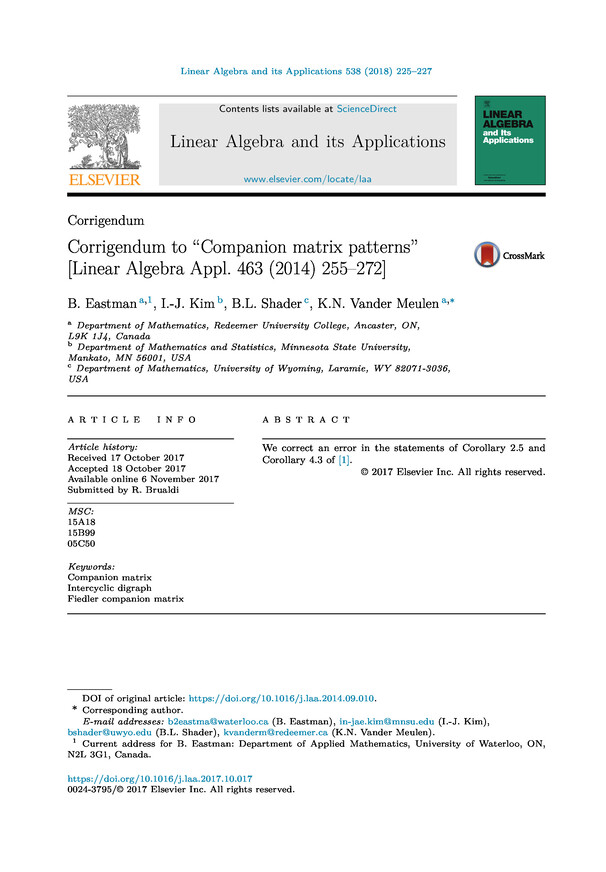 Linear Algebra and its Applications 538 (2018) 225–227
Contents lists available at ScienceDirect
Linear Algebra and its Applications
www.elsevier.com/locate/laa
ELSEVIER
LINEAR
ALGEBRA
and Its
Applications
Corrigendum
Corrigendum to “Companion matrix patterns”
[Linear Algebra Appl. 463 (2014) 255–272]
CrossMark
B. Eastman a,1, I.-J. Kim b, B.L. Shader c, K.N. Vander Meulen a,*
a Department of Mathematics, Redeemer University College, Ancaster, ON,
L9K 1J4, Canada
b Department of Mathematics and Statistics, Minnesota State University,
Mankato, MN 56001, USA
c Department of Mathematics, University of Wyoming, Laramie, WY 82071-3036,
USA
ARTICLE INFO
Article history:
Received 17 October 2017
Accepted 18 October 2017
Available online 6 November 2017
Submitted by R. Brualdi
MSC:
15A18
15B99
05C50
Keywords:
Companion matrix
Intercyclic digraph
Fiedler companion matrix
ABSTRACT
We correct an error in the statements of Corollary 2.5 and
Corollary 4.3 of [1].
© 2017 Elsevier Inc. All rights reserved.
DOI of original article: https://doi.org/10.1016/j.laa.2014.09.010.
* Corresponding author.
E-mail addresses: b2eastma@waterloo.ca (B. Eastman), in-jae.kim@mnsu.edu (I.-J. Kim),
bshader@uwyo.edu (B.L. Shader), kvanderm@redeemer.ca (K.N. Vander Meulen).
1 Current address for B. Eastman: Department of Applied Mathematics, University of Waterloo, ON,
N2L 3G1, Canada.
https://doi.org/10.1016/j.laa.2017.10.017
0024-3795/© 2017 Elsevier Inc. All rights reserved.